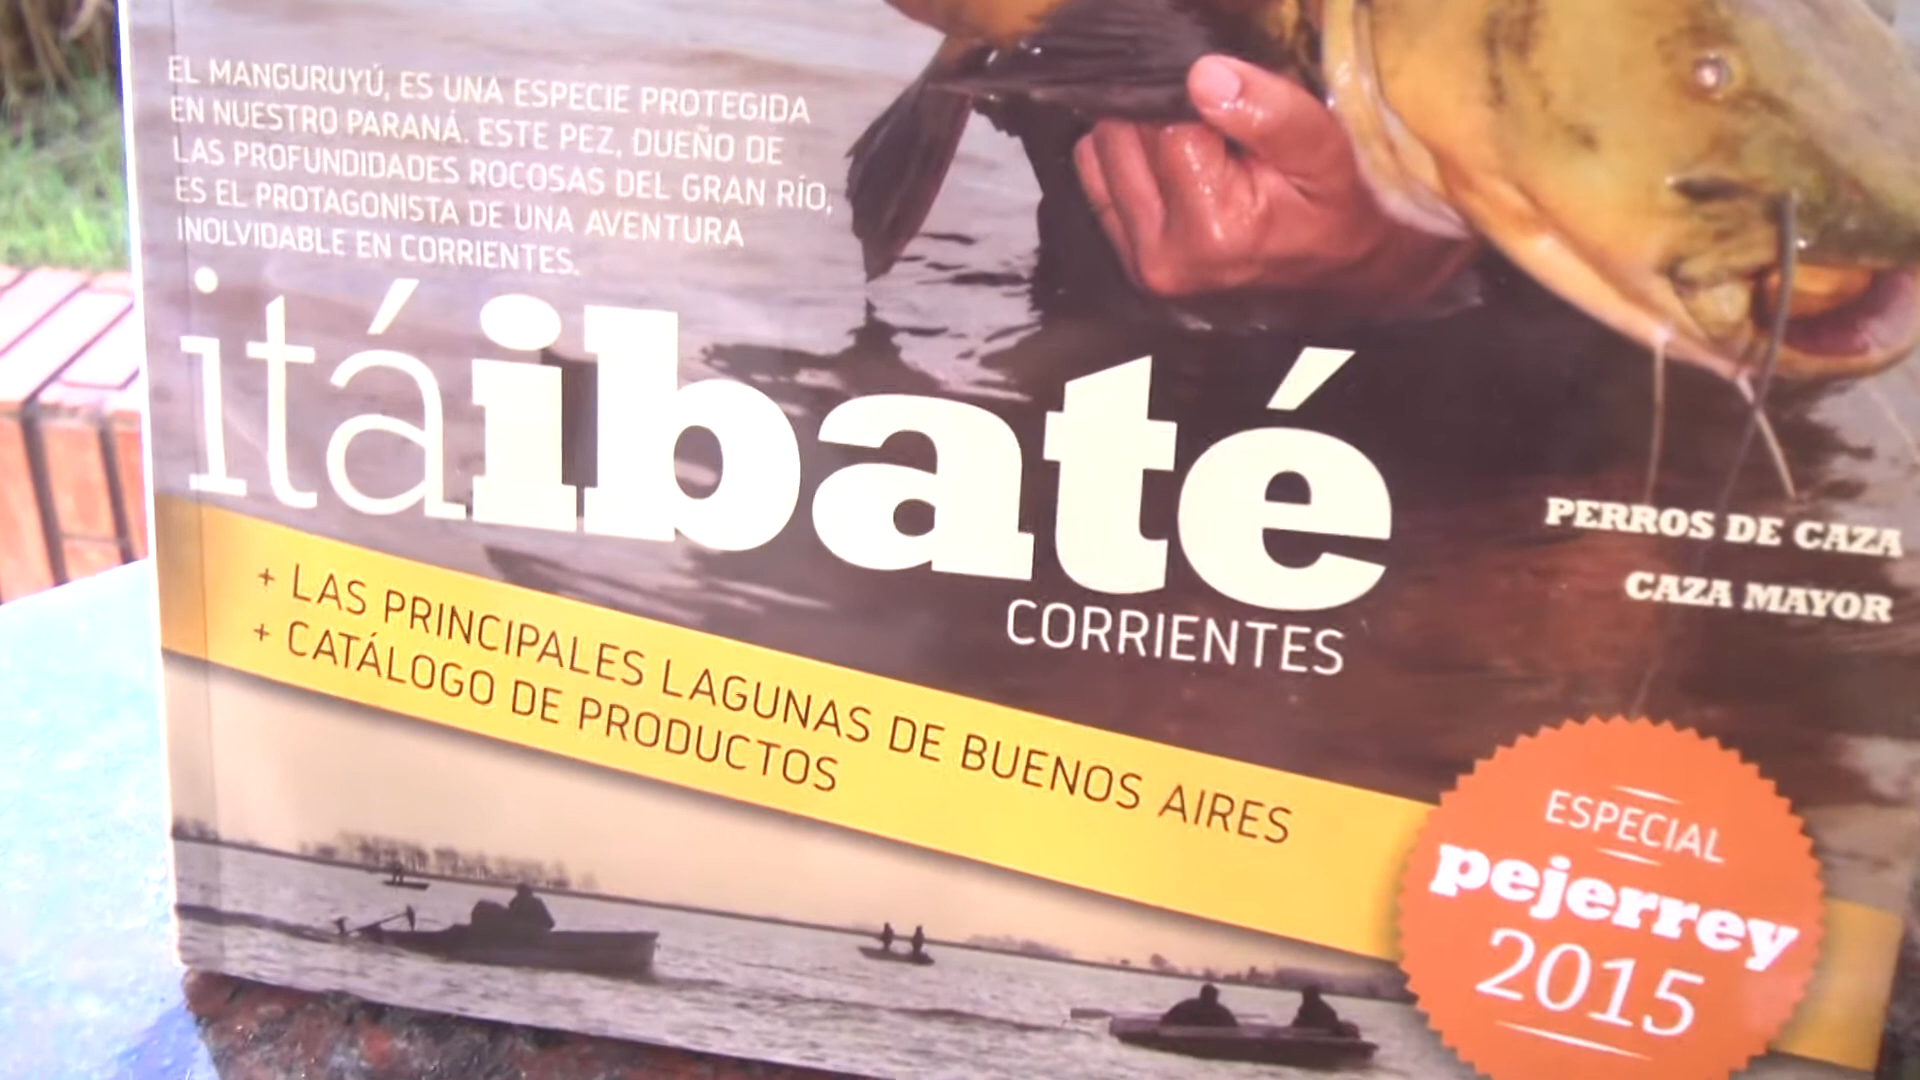 EL MANGURUYÚ, ES UNA ESPECIE PROTEGIDA
EN NUESTRO PARANÁ. ESTE PEZ, DUEÑO DE
LAS PROFUNDIDADES ROCOSAS DEL GRAN RÍO,
ES EL PROTAGONISTA DE UNA AVENTURA
INOLVIDABLE EN CORRIENTES.
itáibaté
CORRIENTES
PERROS DE CAZA
CAZA MAYOR
+ LAS PRINCIPALES LAGUNAS DE BUENOS AIRES
+ CATÁLOGO DE PRODUCTOS
ESPECIAL
pejerrey
2015